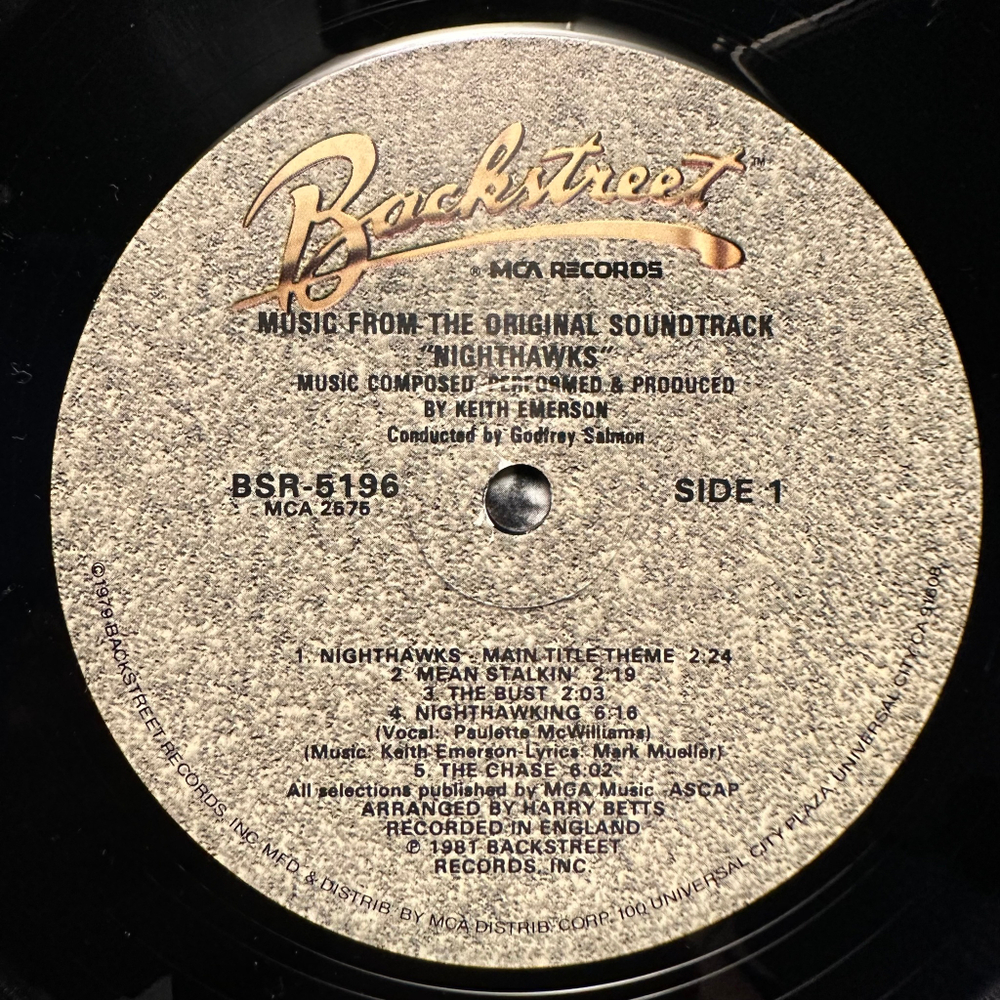 Backstreet™
® MCA RECORDS
MUSIC FROM THE ORIGINAL SOUNDTRACK
"NIGHTHAWKS"
MUSIC COMPOSED, PERFORMED & PRODUCED
BY KEITH EMERSON
Conducted by Godfrey Salmon
BSR-5196
MCA 2575
SIDE 1
1. NIGHTHAWKS - MAIN TITLE THEME 2:24
2. MEAN STALKIN' 2:19
3. THE BUST 2:03
4. NIGHTHAWKING 6:16
(Vocal: Paulette McWilliams)
(Music: Keith Emerson-Lyrics: Mark Mueller)
5. THE CHASE 6:02
All selections published by MCA Music -ASCAP
ARRANGED BY HARRY BETTS
RECORDED IN ENGLAND
℗ 1981 BACKSTREET
RECORDS, INC.
©1979 BACKSTREET RECORDS, INC. MFD. & DISTRIB. BY MCA DISTRIB. CORP. 100 UNIVERSAL CITY PLAZA UNIVERSAL CITY, CA 91608